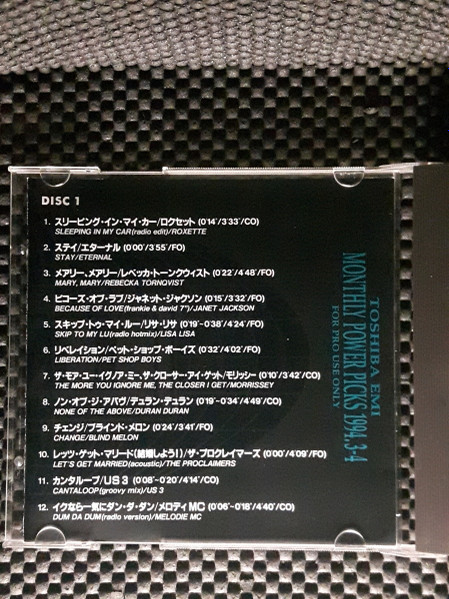 DISC 1
1. スリーピング・イン・マイ・カー/ロクセット (0'14"/3'33"/CO)
SLEEPING IN MY CAR(radio edit)/ROXETTE
2. ステイ/エターナル (0'00"/3'55"/FO)
STAY/ETERNAL
3. メアリー、メアリー/レベッカ・トーンクヴィスト (0'22"/4'48"/FO)
MARY, MARY/REBECKA TORNQVIST
4. ビコーズ・オブ・ラブ/ジャネット・ジャクソン (0'15"/3'32"/FO)
BECAUSE OF LOVE(frankie & david 7")/JANET JACKSON
5. スキップ・トゥ・マイ・ルー/リサ・リサ (0'19"~0'38"/4'24"/FO)
SKIP TO MY LU(radio hotmix)/LISA LISA
6. リベレイション/ペット・ショップ・ボーイズ (0'32"/4'02"/FO)
LIBERATION/PET SHOP BOYS
7. ザ・モア・ユー・イグノア・ミー、ザ・クローサー・アイ・ゲット/モリッシー (0'10"/3'42"/CO)
THE MORE YOU IGNORE ME, THE CLOSER I GET/MORRISSEY
8. ノン・オブ・ジ・アバヴ/デュラン・デュラン (0'19"~0'34"/4'49"/CO)
NONE OF THE ABOVE/DURAN DURAN
9. チェンジ/ブラインド・メロン (0'24"/3'41"/FO)
CHANGE/BLIND MELON
10. レッツ・ゲット・マリード(結婚しよう!)/ザ・プロクレイマーズ (0'00"/4'09"/FO)
LET'S GET MARRIED(acoustic)/THE PROCLAIMERS
11. カンタループ/US3 (0'08"~0'20"/4'14"/CO)
CANTALOOP(groovy mix)/US 3
12. イクなら一気にダン・ダ・ダン/メロディMC (0'06"~0'18"/4'40"/CO)
DUM DA DUM(radio version)/MELODIE MC
TOSHIBA EMI
MONTHLY POWER PICKS 1994.3-4
FOR PRO USE ONLY